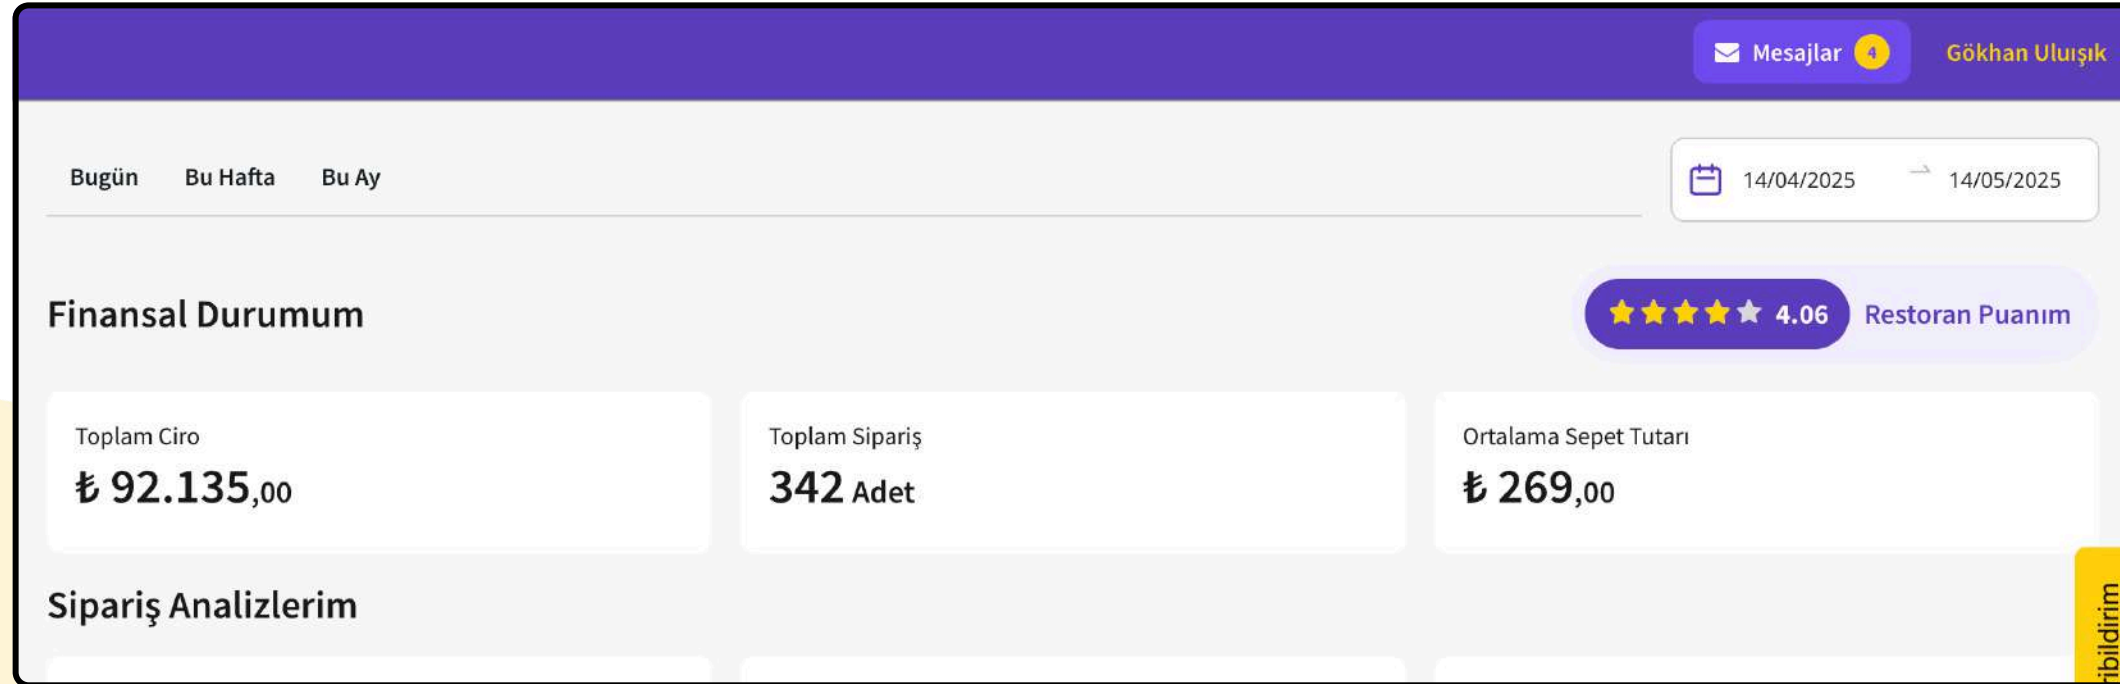 Mesajlar 4 Gökhan Uluışık
Bugün Bu Hafta Bu Ay 14/04/2025 14/05/2025
Finansal Durumum 4.06 Restoran Puanım
Toplam Ciro Toplam Sipariş Ortalama Sepet Tutarı
₺ 92.135,00 342 Adet ₺ 269,00
Sipariş Analizlerim